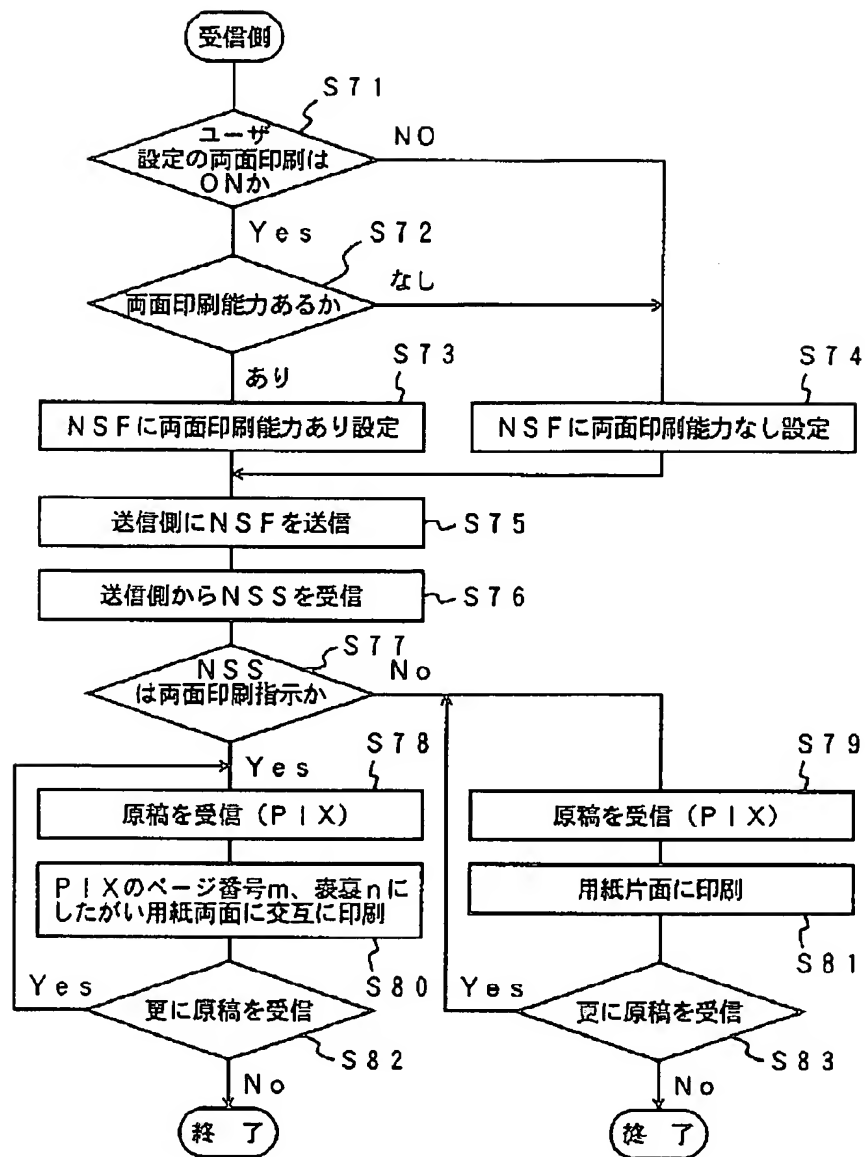 受信側
S71
ユーザ
設定の両面印刷は
ONか
NO
Yes
S72
両面印刷能力あるか
なし
あり
S73
S74
NSFに両面印刷能力あり設定
NSFに両面印刷能力なし設定
送信側にNSFを送信
S75
送信側からNSSを受信
S76
S77
NSS
は両面印刷指示か
No
Yes
S78
S79
原稿を受信(PIX)
原稿を受信(PIX)
PIXのページ番号m、表裏nに
したがい用紙両面に交互に印刷
用紙片面に印刷
S80
S81
Yes
更に原稿を受信
Yes
更に原稿を受信
S82
S83
No
No
終了
終了